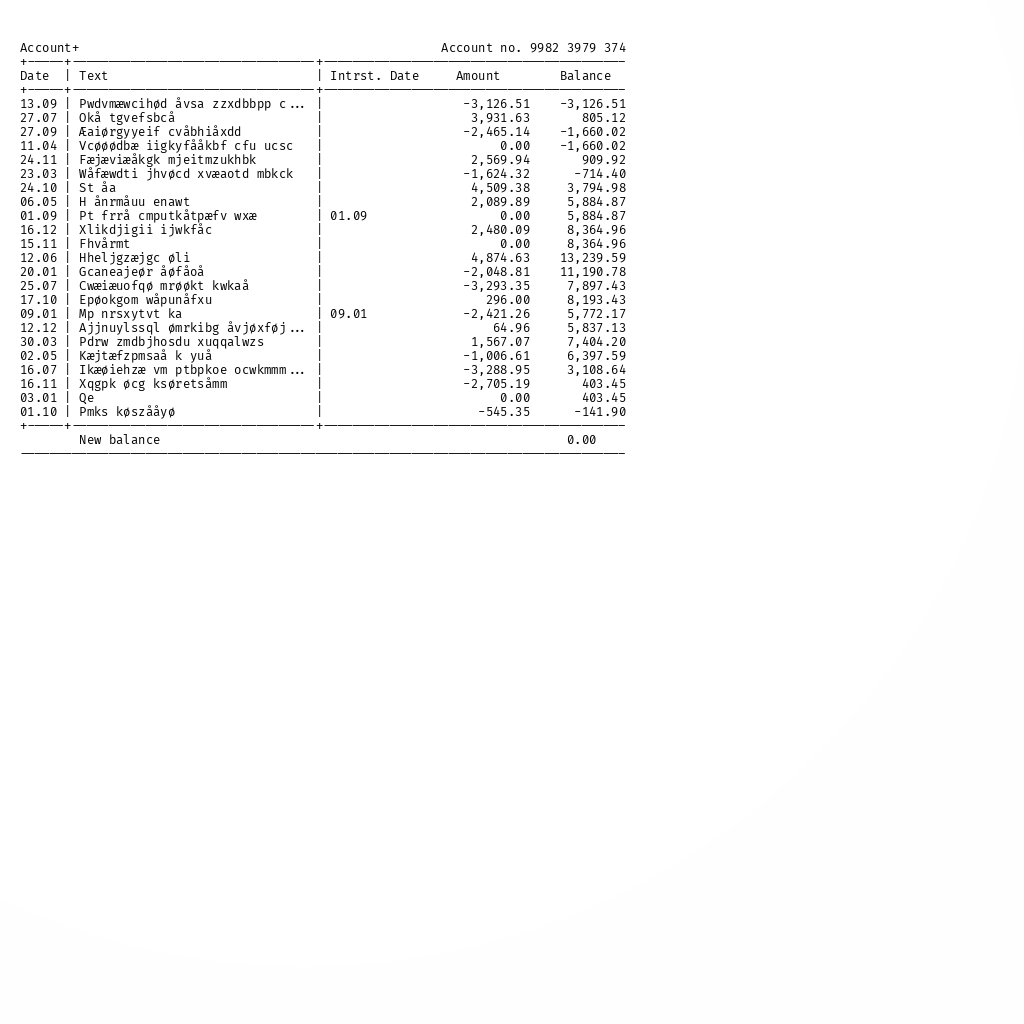 Account+ Account no. 9982 3979 374
+-----+---------------------------------+-----------------------------------------
Date | Text | Intrst. Date Amount Balance
+-----+---------------------------------+-----------------------------------------
13.09 | Pwdvmæwcihød åvsa zzxdbbpp c... | -3,126.51 -3,126.51
27.07 | Okå tgvefsbcå | 3,931.63 805.12
27.09 | Æaiørgyyeif cvåbhiåxdd | -2,465.14 -1,660.02
11.04 | Vcøøødbæ iigkyfååkbf cfu ucsc | 0.00 -1,660.02
24.11 | Fæjæviæåkgk mjeitmzukhbk | 2,569.94 909.92
23.03 | Wåfæwdti jhvøcd xvæaotd mbkck | -1,624.32 -714.40
24.10 | St åa | 4,509.38 3,794.98
06.05 | H ånrmåuu enawt | 2,089.89 5,884.87
01.09 | Pt frrå cmputkåtpæfv wxæ | 01.09 0.00 5,884.87
16.12 | Xlikdjigii ijwkfåc | 2,480.09 8,364.96
15.11 | Fhvårmt | 0.00 8,364.96
12.06 | Hheljgzæjgc øli | 4,874.63 13,239.59
20.01 | Gcaneajeør åøfåoå | -2,048.81 11,190.78
25.07 | Cwæiæuofqø mrøøkt kwkaå | -3,293.35 7,897.43
17.10 | Epøokgom wåpunåfxu | 296.00 8,193.43
09.01 | Mp nrsxytvt ka | 09.01 -2,421.26 5,772.17
12.12 | Ajjnuylssql ømrkibg åvjøxføj... | 64.96 5,837.13
30.03 | Pdrw zmdbjhosdu xuqqalwzs | 1,567.07 7,404.20
02.05 | Kæjtæfzpmsaå k yuå | -1,006.61 6,397.59
16.07 | Ikæøiehzæ vm ptbpkoe ocwkmmm... | -3,288.95 3,108.64
16.11 | Xqgpk øcg ksøretsåmm | -2,705.19 403.45
03.01 | Qe | 0.00 403.45
01.10 | Pmks køszååyø | -545.35 -141.90
+-----+---------------------------------+-----------------------------------------
New balance 0.00
----------------------------------------------------------------------------------